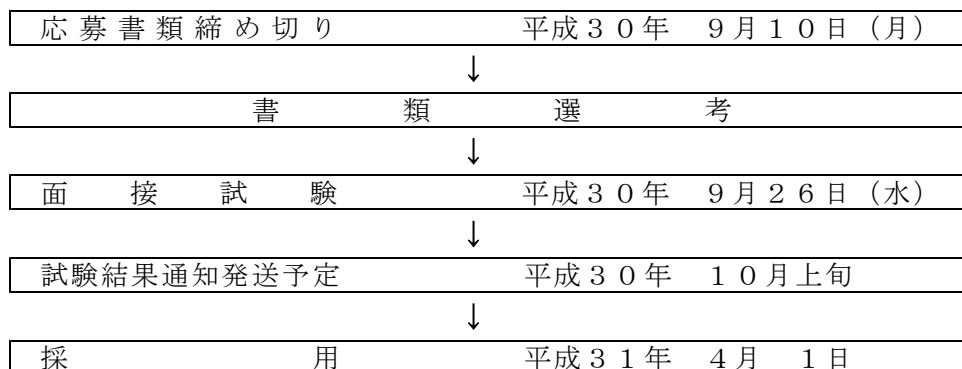 応募書類締め切り　平成３０年　９月１０日（月）
↓
書類選考
↓
面接試験　平成３０年　９月２６日（水）
↓
試験結果通知発送予定　平成３０年　１０月上旬
↓
採用　平成３１年　４月　１日